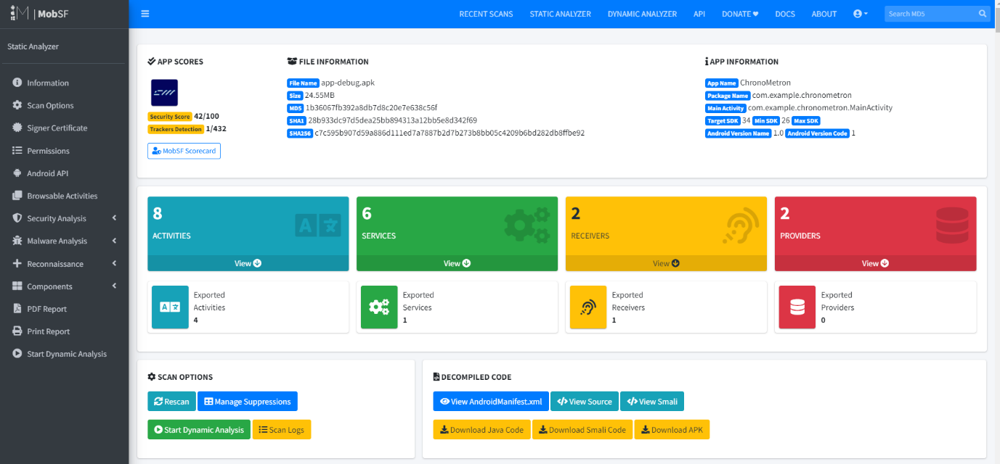 MobSF
RECENT SCANS STATIC ANALYZER DYNAMIC ANALYZER API DONATE DOCS ABOUT Search MD5
Static Analyzer
Information
Scan Options
Signer Certificate
Permissions
Android API
Browsable Activities
Security Analysis
Malware Analysis
Reconnaissance
Components
PDF Report
Print Report
Start Dynamic Analysis
APP SCORES
Security Score 42/100
Trackers Detection 1/432
MobSF Scorecard
FILE INFORMATION
File Name app-debug.apk
Size 24.55MB
MD5 1b36067fb392a8db7d8c20e7e638c56f
SHA1 28b933dc97d5dea25bb894313a12bb5e8d342f69
SHA256 c7c595b907d59a886d111ed7a7887b2d7b273b8bb05c4209b6bd282db8ffbe92
APP INFORMATION
App Name ChronoMetron
Package Name com.example.chronometron
Main Activity com.example.chronometron.MainActivity
Target SDK 34 Min SDK 26 Max SDK
Android Version Name 1.0 Android Version Code 1
8
ACTIVITIES
View
6
SERVICES
View
2
RECEIVERS
View
2
PROVIDERS
View
Exported
Activities
4
Exported
Services
1
Exported
Receivers
1
Exported
Providers
0
SCAN OPTIONS
Rescan Manage Suppressions
Start Dynamic Analysis Scan Logs
DECOMPILED CODE
View AndroidManifest.xml View Source View Smali
Download Java Code Download Smali Code Download APK